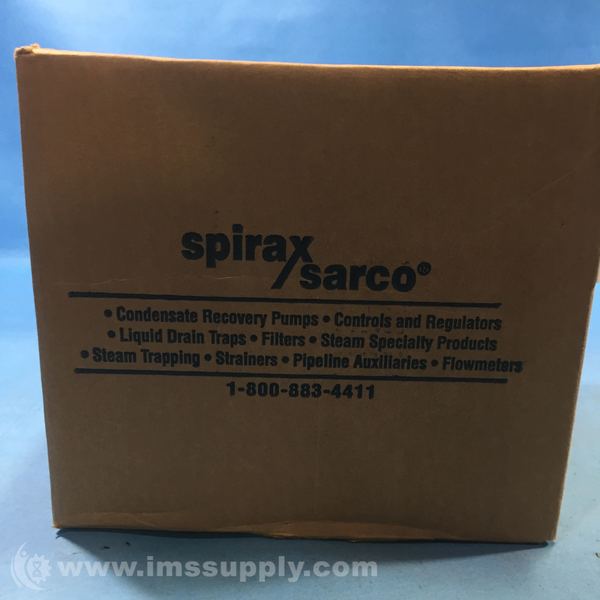 spirax
sarco®
• Condensate Recovery Pumps • Controls and Regulators
• Liquid Drain Traps • Filters • Steam Specialty Products
• Steam Trapping • Strainers • Pipeline Auxiliaries • Flowmeters
1-800-883-4411
www.imssupply.com